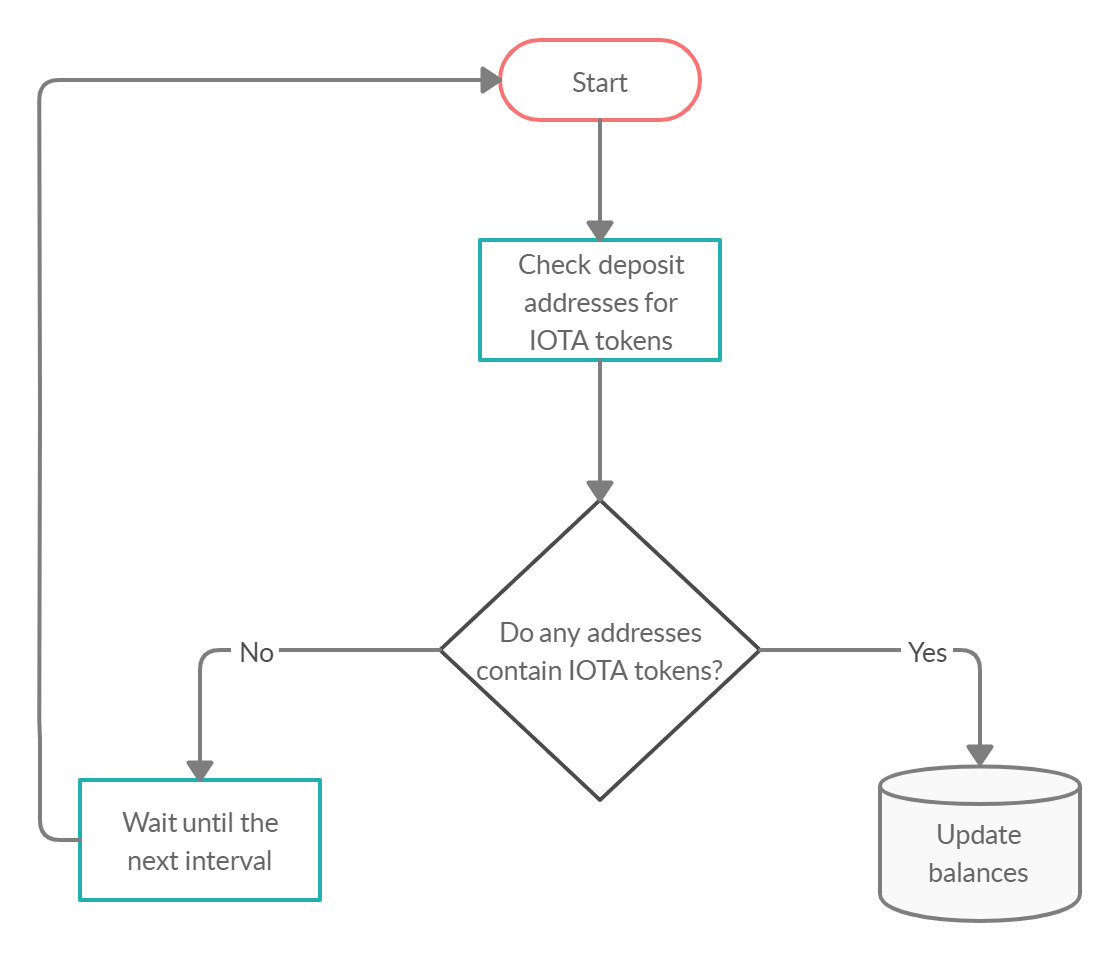 Start
Check deposit
addresses for
IOTA tokens
Do any addresses
contain IOTA tokens?
No
Yes
Wait until the
next interval
Update
balances